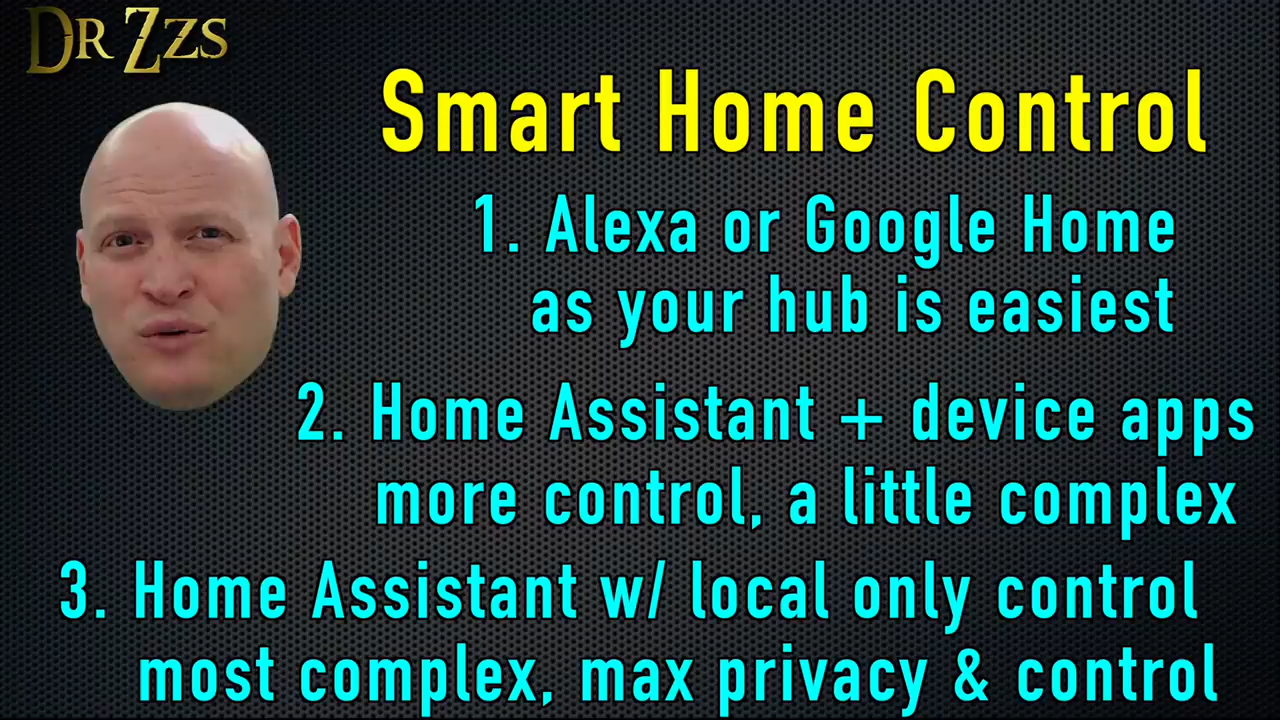 DR ZZS
Smart Home Control
1. Alexa or Google Home
as your hub is easiest
2. Home Assistant + device apps
more control, a little complex
3. Home Assistant w/ local only control
most complex, max privacy & control